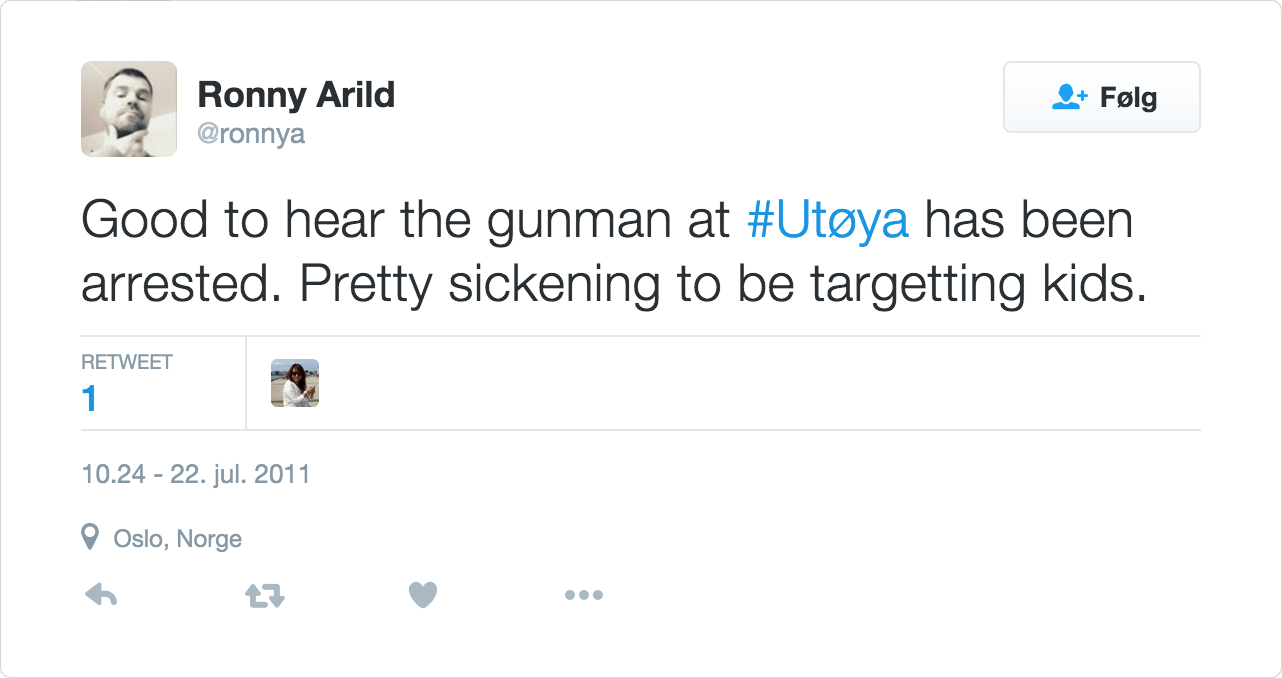 Ronny Arild
@ronnya
Følg
Good to hear the gunman at #Utøya has been
arrested. Pretty sickening to be targetting kids.
RETWEET
1
10.24 - 22. jul. 2011
Oslo, Norge